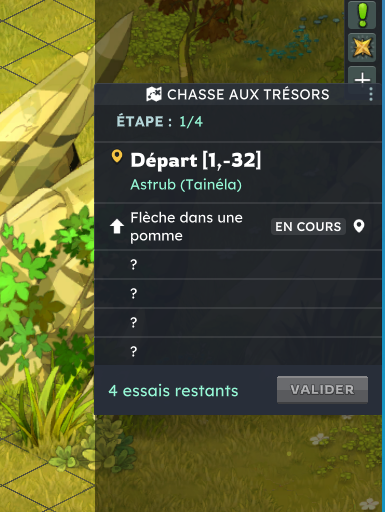 CHASSE AUX TRÉSORS
ÉTAPE : 1/4
Départ [1,-32]
Astrub (Tainéla)
Flèche dans une
pomme
EN COURS
?
?
?
?
4 essais restants
VALIDER